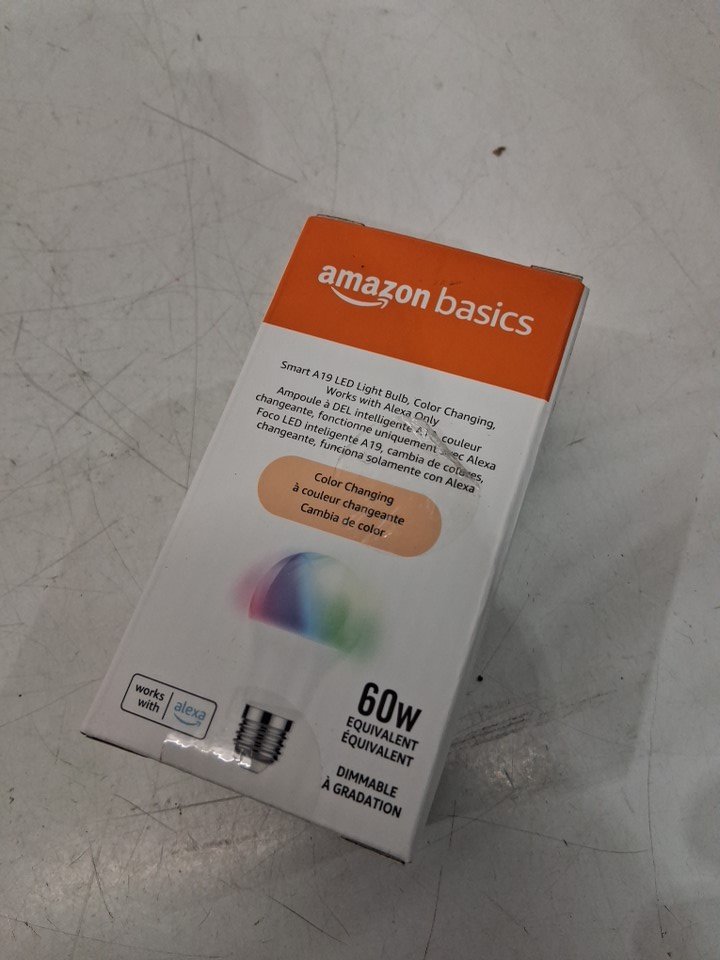 amazon basics
Smart A19 LED Light Bulb, Color Changing,
Works with Alexa Only
Ampoule à DEL intelligente couleur
changeante, fonctionne uniquement avec Alexa
Foco LED inteligente A19, cambia de colores,
changeante, funciona solamente con Alexa
Color Changing
à couleur changeante
Cambia de color
works
with
alexa
60W
EQUIVALENT
ÉQUIVALENT
DIMMABLE
À GRADATION